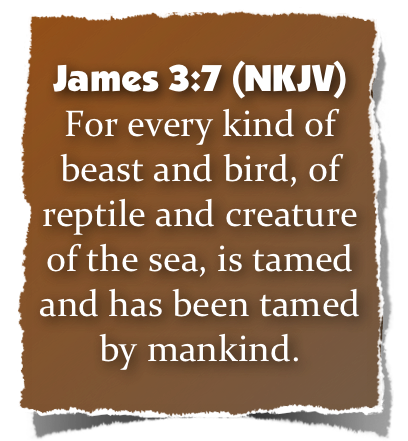 James 3:7 (NKJV)
For every kind of
beast and bird, of
reptile and creature
of the sea, is tamed
and has been tamed
by mankind.